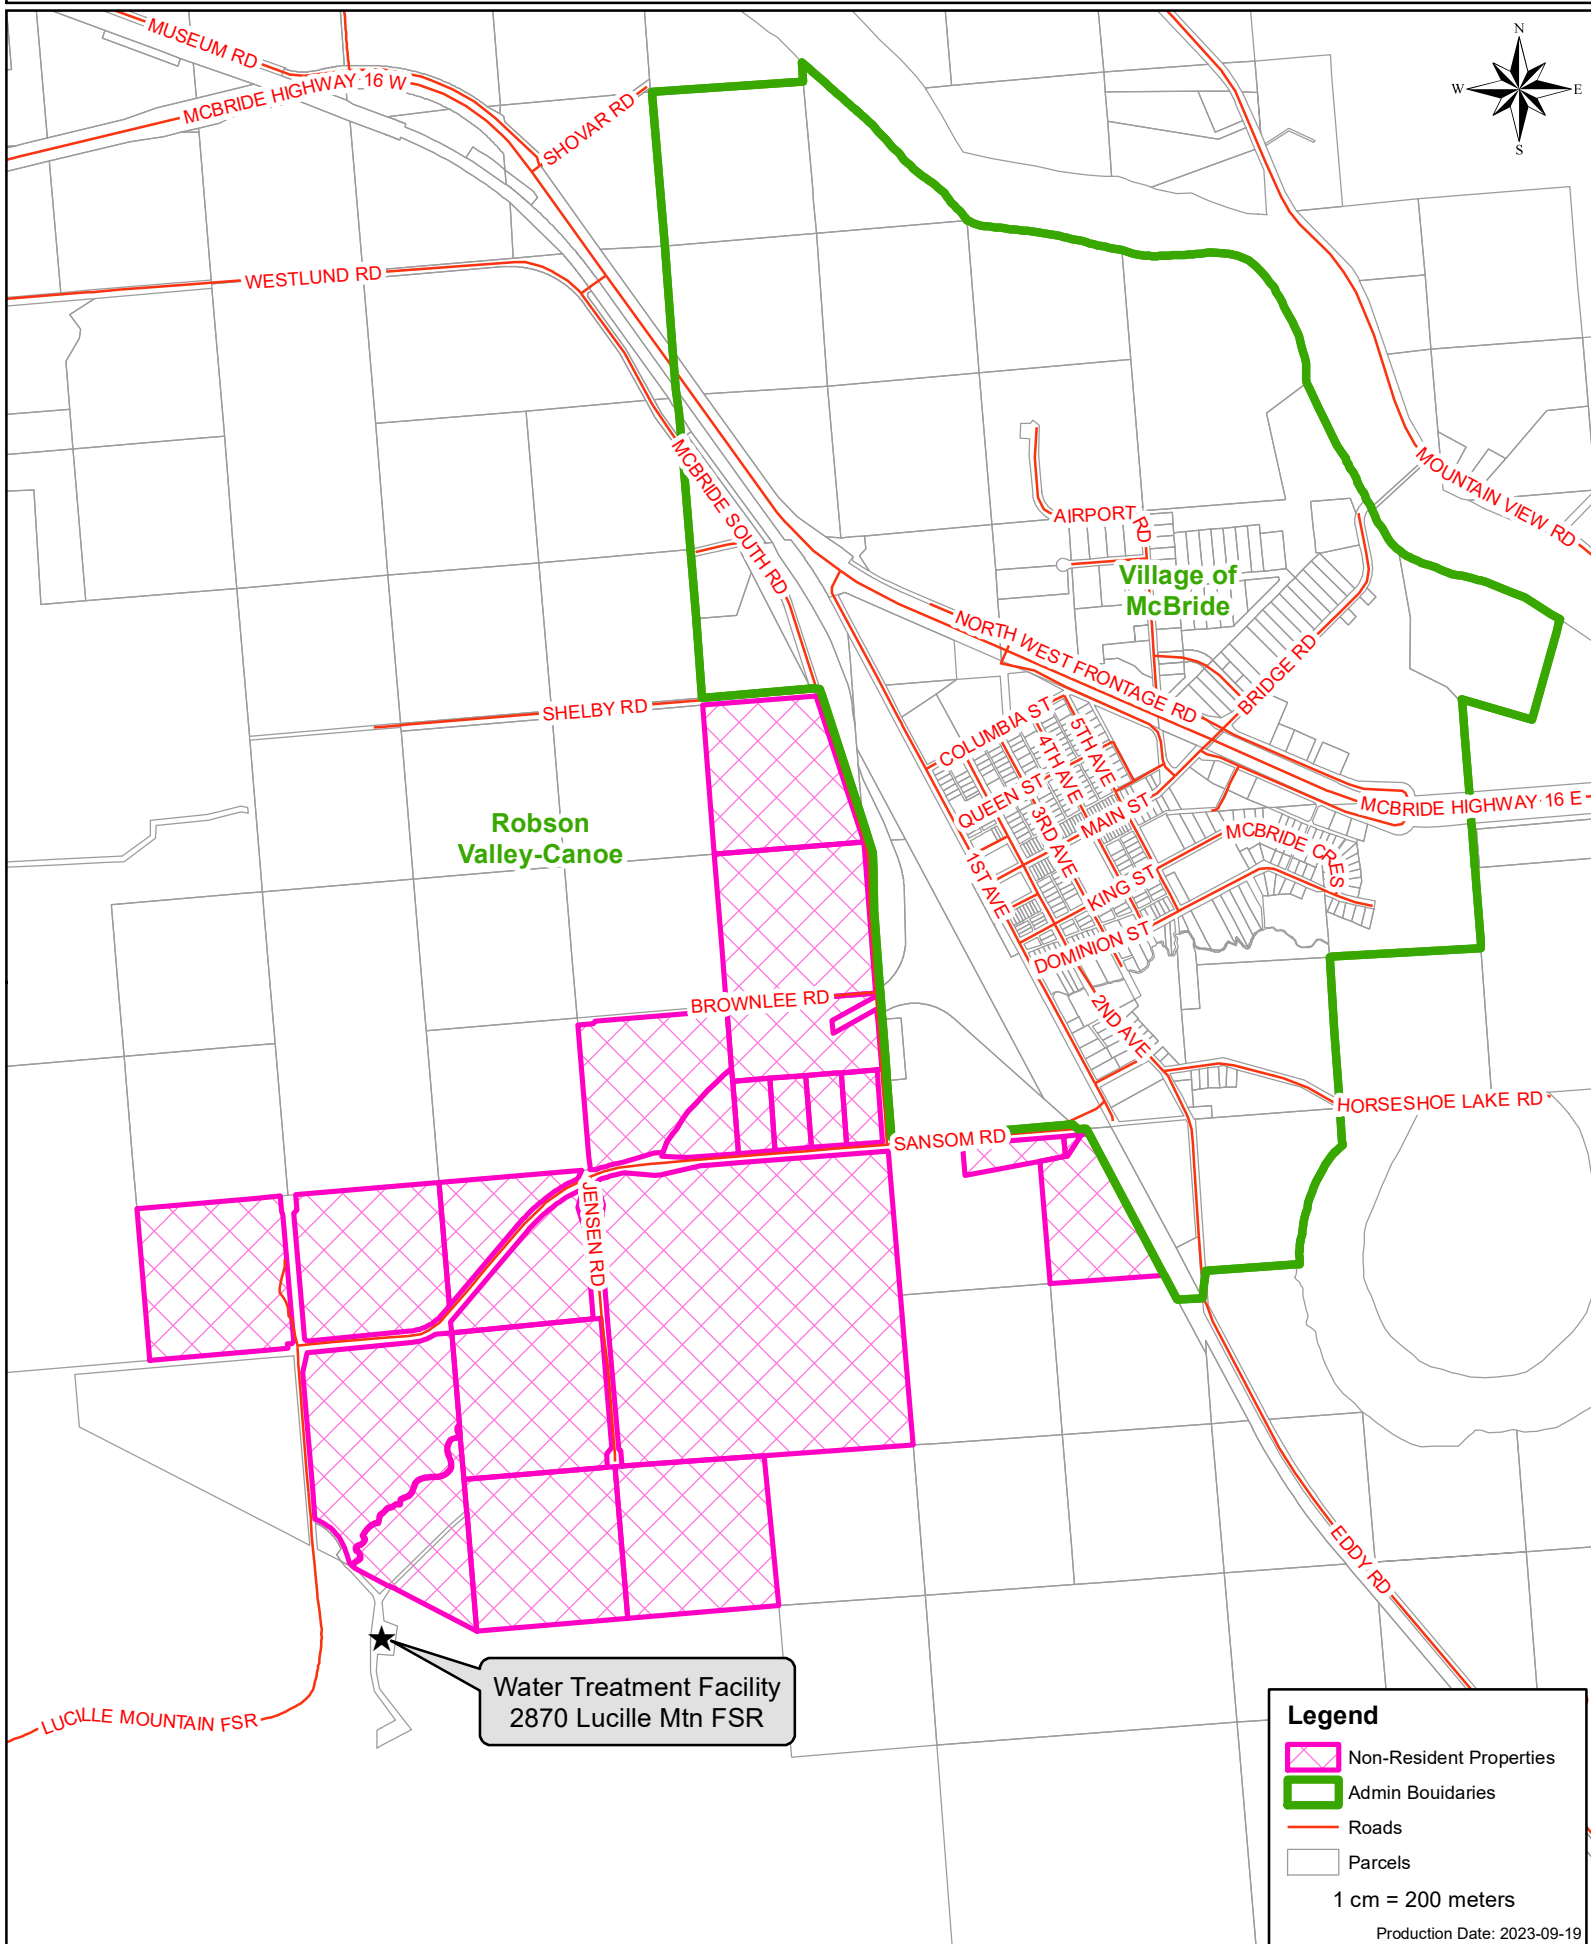 N
W E
S
MUSEUM RD
MCBRIDE HIGHWAY 16 W
SHOVAR RD
WESTLUND RD
MCBRIDE SOUTH RD
MOUNTAIN VIEW RD
AIRPORT RD
Village of
McBride
NORTH WEST FRONTAGE RD
BRIDGE RD
SHELBY RD
COLUMBIA ST
5TH AVE
4TH AVE
QUEEN ST
3RD AVE
MAIN ST
MCBRIDE HIGHWAY 16 E
MCBRIDE CRES
Robson
Valley-Canoe
1ST AVE
KING ST
DOMINION ST
BROWNLEE RD
2ND AVE
HORSESHOE LAKE RD
SANSOM RD
JENSEN RD
EDDY RD
Water Treatment Facility
2870 Lucille Mtn FSR
LUCILLE MOUNTAIN FSR
Legend
Non-Resident Properties
Admin Bouidaries
Roads
Parcels
1 cm = 200 meters
Production Date: 2023-09-19